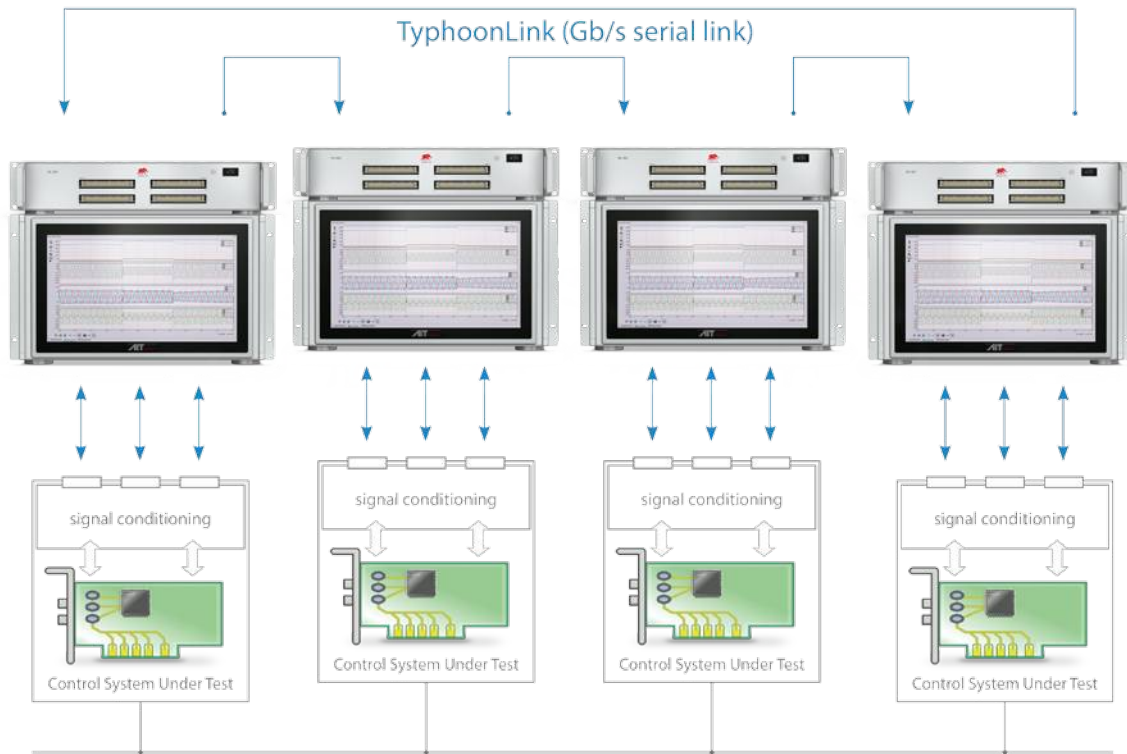 TyphoonLink (Gb/s serial link)
signal conditioning
signal conditioning
signal conditioning
signal conditioning
Control System Under Test
Control System Under Test
Control System Under Test
Control System Under Test